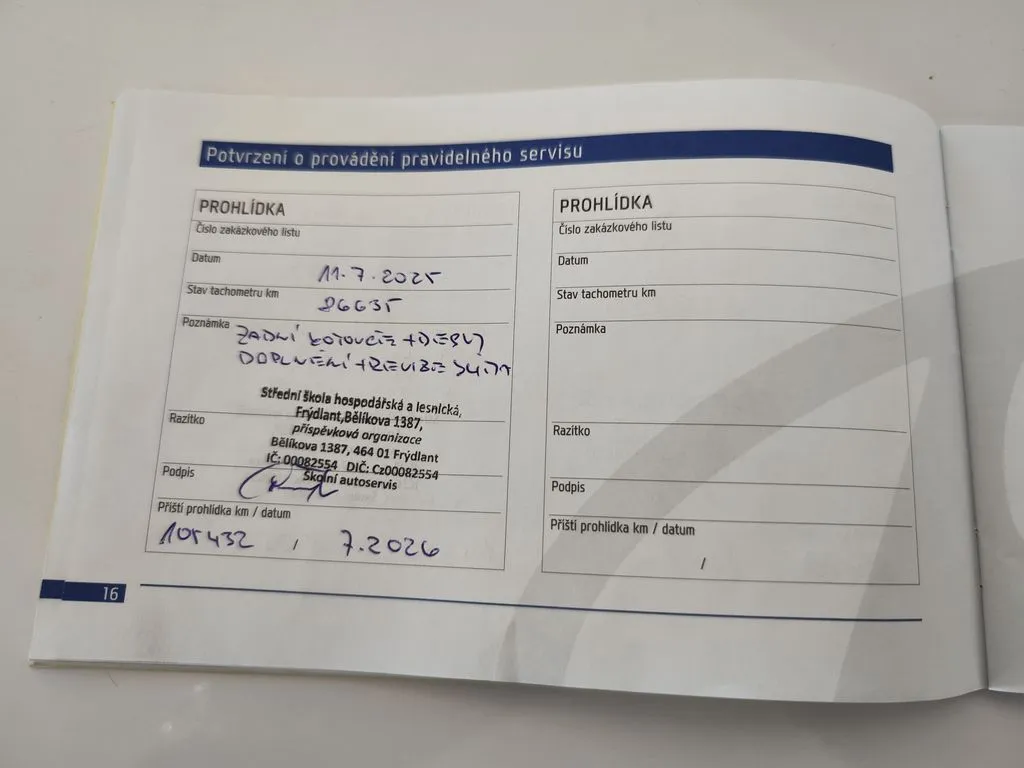 Potvrzení o provádění pravidelného servisu
PROHLÍDKA
Číslo zakázkového listu
Datum 11.7.2025
Stav tachometru km 86635
Poznámka ZADNÍ KOTOUČE + DESKY
DOPLNĚNÍ + REVIZE
Střední škola hospodářská a lesnická,
Frýdlant, Bělíkova 1387,
příspěvková organizace
Razítko
Bělíkova 1387, 464 01 Frýdlant
IČ: 00082554 DIČ: Cz00082554
Školní autoservis
Podpis
Příští prohlídka km / datum
105432 / 7.2026
PROHLÍDKA
Číslo zakázkového listu
Datum
Stav tachometru km
Poznámka
Razítko
Podpis
Příští prohlídka km / datum
/
16